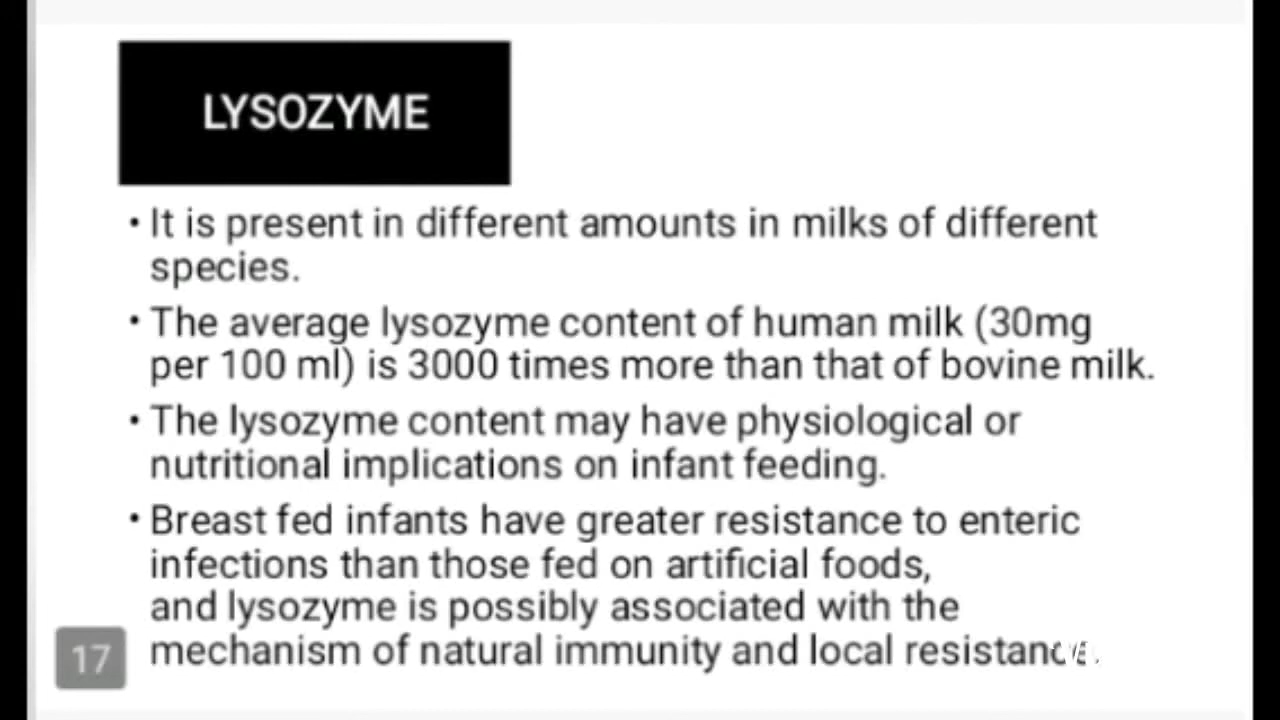 LYSOZYME
• It is present in different amounts in milks of different
species.
• The average lysozyme content of human milk (30mg
per 100 ml) is 3000 times more than that of bovine milk.
• The lysozyme content may have physiological or
nutritional implications on infant feeding.
• Breast fed infants have greater resistance to enteric
infections than those fed on artificial foods,
and lysozyme is possibly associated with the
mechanism of natural immunity and local resistance.
17